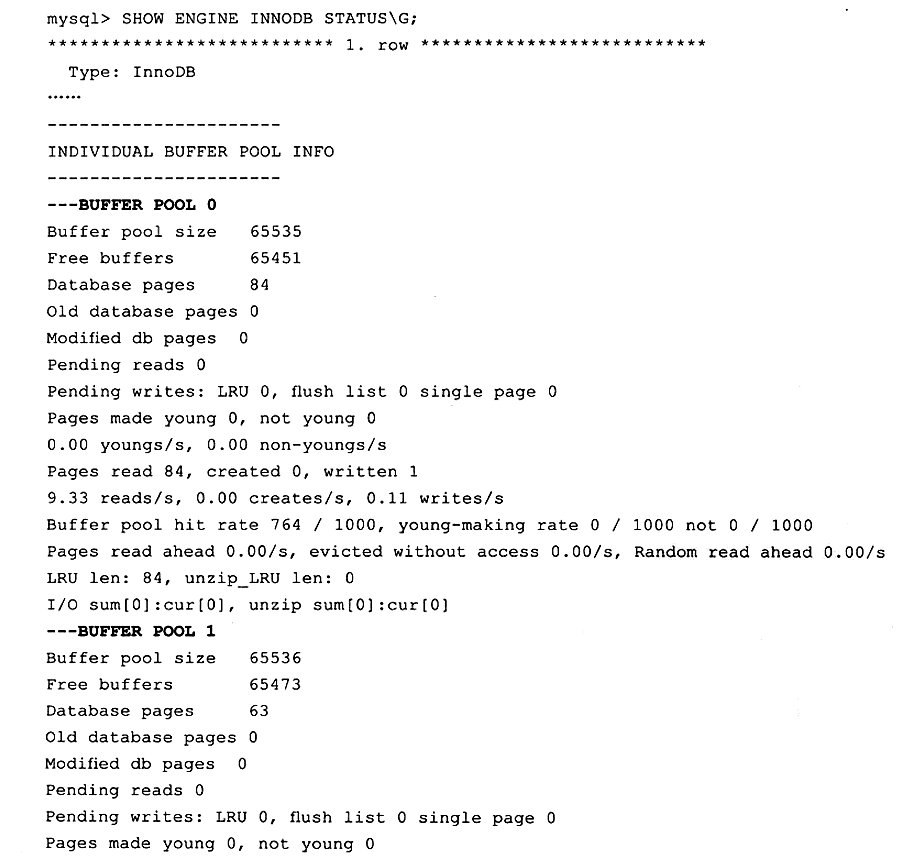 mysql> SHOW ENGINE INNODB STATUS\G;
*************************** 1. row ***************************
Type: InnoDB
……
----------------------
INDIVIDUAL BUFFER POOL INFO
----------------------
---BUFFER POOL 0
Buffer pool size 65535
Free buffers 65451
Database pages 84
Old database pages 0
Modified db pages 0
Pending reads 0
Pending writes: LRU 0, flush list 0 single page 0
Pages made young 0, not young 0
0.00 youngs/s, 0.00 non-youngs/s
Pages read 84, created 0, written 1
9.33 reads/s, 0.00 creates/s, 0.11 writes/s
Buffer pool hit rate 764 / 1000, young-making rate 0 / 1000 not 0 / 1000
Pages read ahead 0.00/s, evicted without access 0.00/s, Random read ahead 0.00/s
LRU len: 84, unzip_LRU len: 0
I/O sum[0]:cur[0], unzip sum[0]:cur[0]
---BUFFER POOL 1
Buffer pool size 65536
Free buffers 65473
Database pages 63
Old database pages 0
Modified db pages 0
Pending reads 0
Pending writes: LRU 0, flush list 0 single page 0
Pages made young 0, not young 0